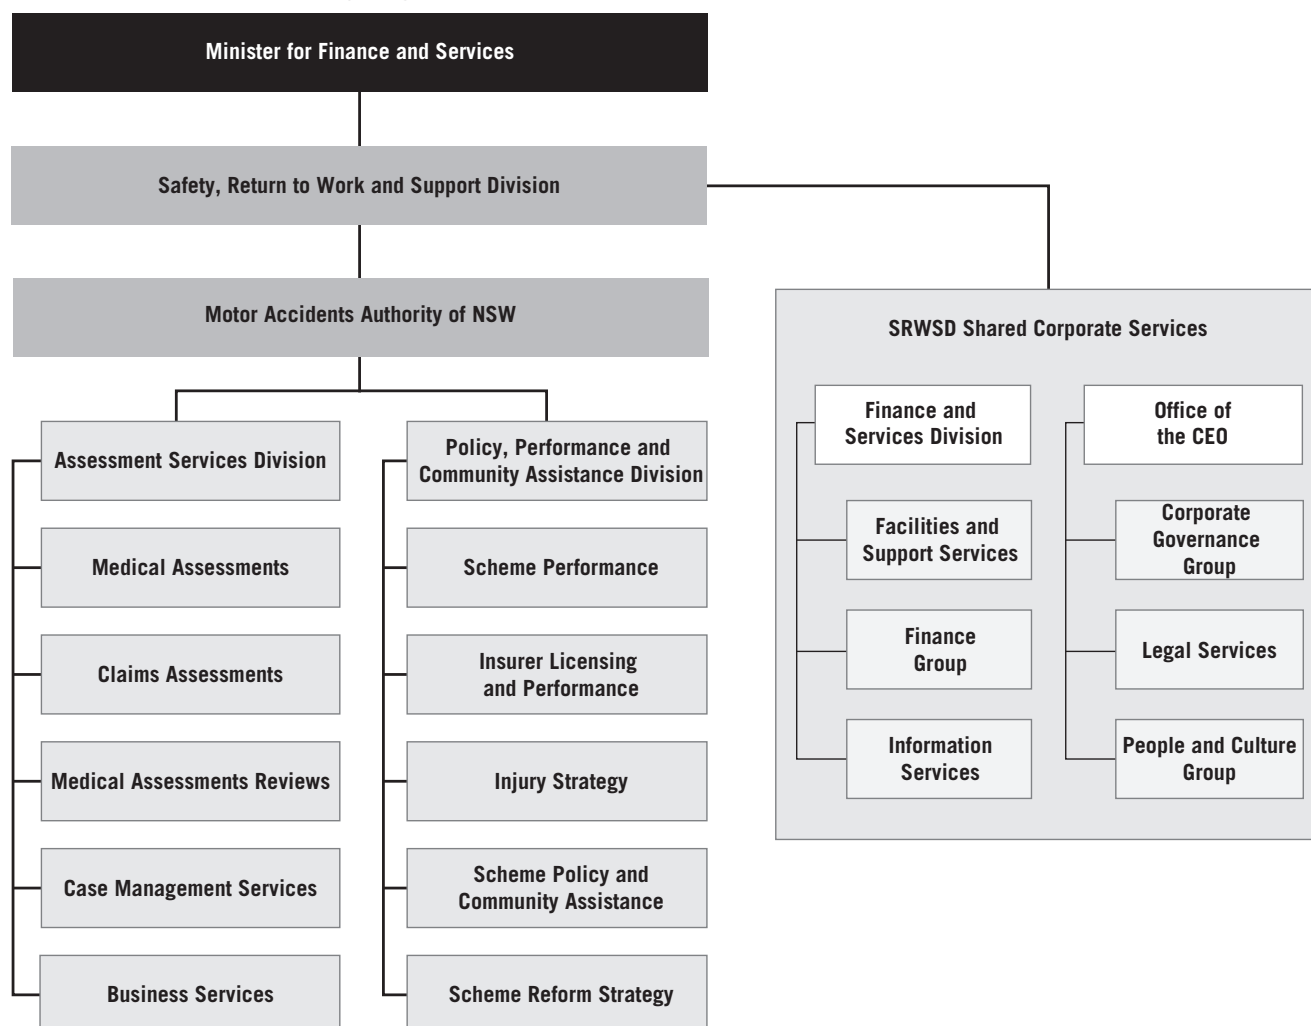 Minister for Finance and Services
Safety, Return to Work and Support Division
Motor Accidents Authority of NSW
Assessment Services Division
Medical Assessments
Claims Assessments
Medical Assessments Reviews
Case Management Services
Business Services
Policy, Performance and
Community Assistance Division
Scheme Performance
Insurer Licensing
and Performance
Injury Strategy
Scheme Policy and
Community Assistance
Scheme Reform Strategy
SRWSD Shared Corporate Services
Finance and
Services Division
Facilities and
Support Services
Finance
Group
Information
Services
Office of
the CEO
Corporate
Governance
Group
Legal Services
People and Culture
Group